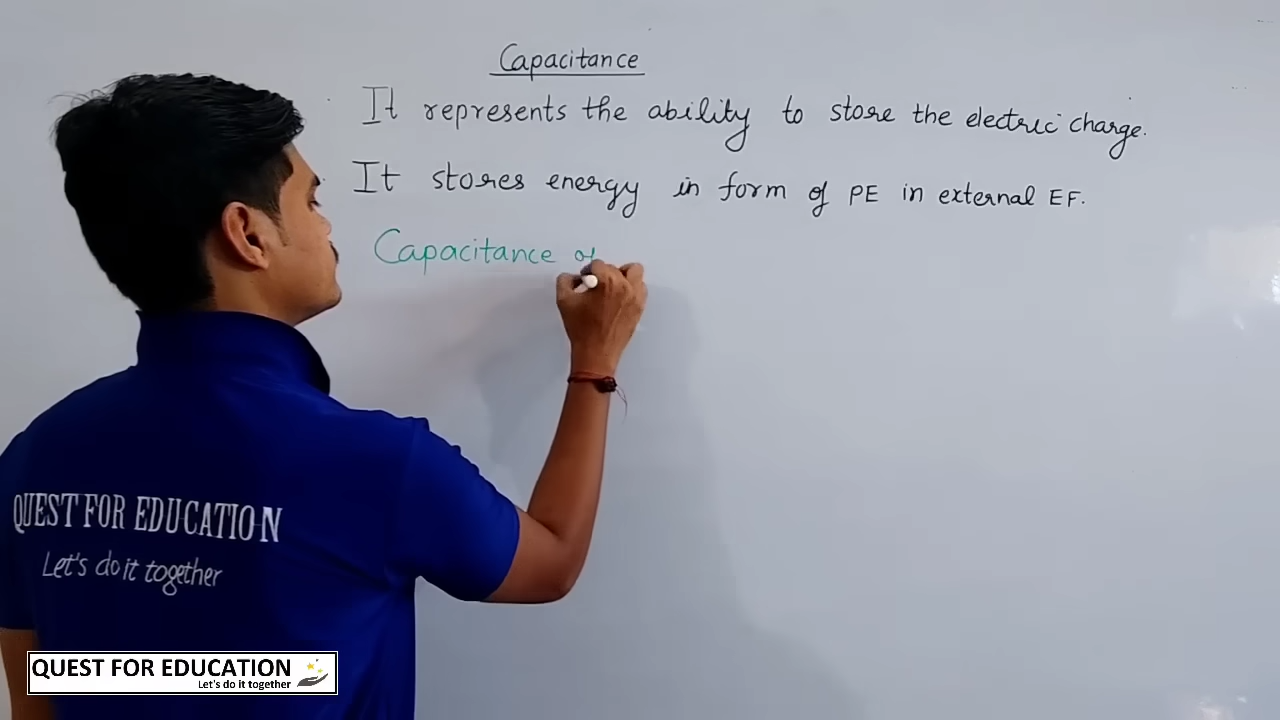 Capacitance
It represents the ability to store the electric charge.
It stores energy in form of PE in external EF.
Capacitance of
QUEST FOR EDUCATION
Let's do it together
QUEST FOR EDUCATION
Let's do it together